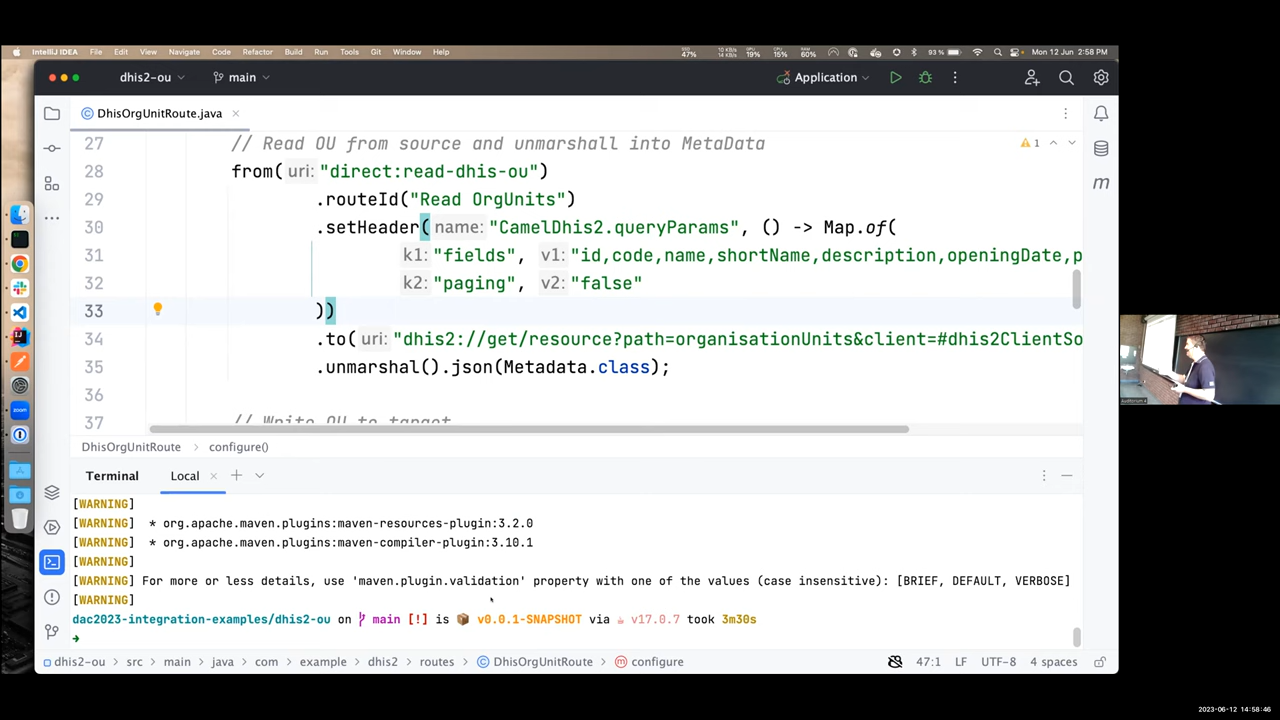 IntelliJ IDEA File Edit View Navigate Code Refactor Build Run Tools Git Window Help 93 % Mon 12 Jun 2:58 PM
dhis2-ou main Application
DhisOrgUnitRoute.java
27 // Read OU from source and unmarshall into MetaData
28 from( uri: "direct:read-dhis-ou")
29 .routeId("Read OrgUnits")
30 .setHeader( name: "CamelDhis2.queryParams", () -> Map.of(
31 k1: "fields", v1: "id,code,name,shortName,description,openingDate,p
32 k2: "paging", v2: "false"
33 ))
34 .to( uri: "dhis2://get/resource?path=organisationUnits&client=#dhis2ClientSo
35 .unmarshal().json(Metadata.class);
36
37 // Write OU to target
1
DhisOrgUnitRoute configure()
Terminal Local
[WARNING]
[WARNING] * org.apache.maven.plugins:maven-resources-plugin:3.2.0
[WARNING] * org.apache.maven.plugins:maven-compiler-plugin:3.10.1
[WARNING]
[WARNING] For more or less details, use 'maven.plugin.validation' property with one of the values (case insensitive): [BRIEF, DEFAULT, VERBOSE]
[WARNING]
dac2023-integration-examples/dhis2-ou on main [!] is v0.0.1-SNAPSHOT via v17.0.7 took 3m30s
dhis2-ou src main java com example dhis2 routes DhisOrgUnitRoute configure 47:1 LF UTF-8 4 spaces
zoom
2023-06-12 14:58:46